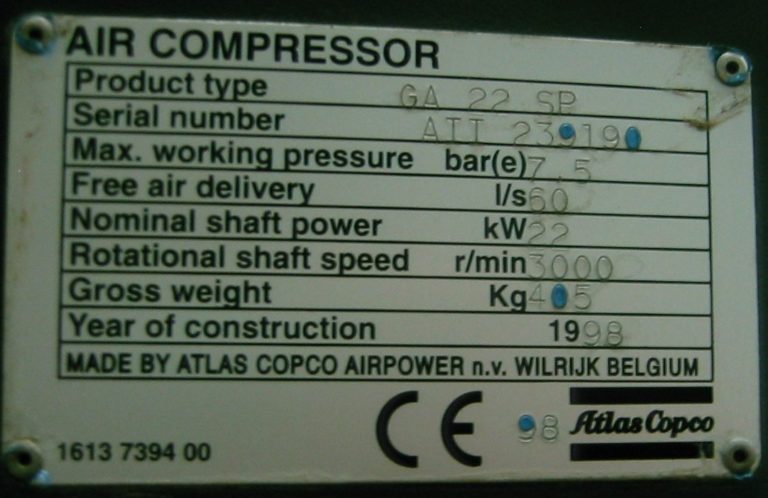 AIR COMPRESSOR
Product type GA 22 SP
Serial number AII 239190
Max. working pressure bar(e) 7,5
Free air delivery l/s 60
Nominal shaft power kW 22
Rotational shaft speed r/min 3000
Gross weight Kg 405
Year of construction 1998
MADE BY ATLAS COPCO AIRPOWER n.v. WILRIJK BELGIUM
CE 98 Atlas Copco
1613 7394 00